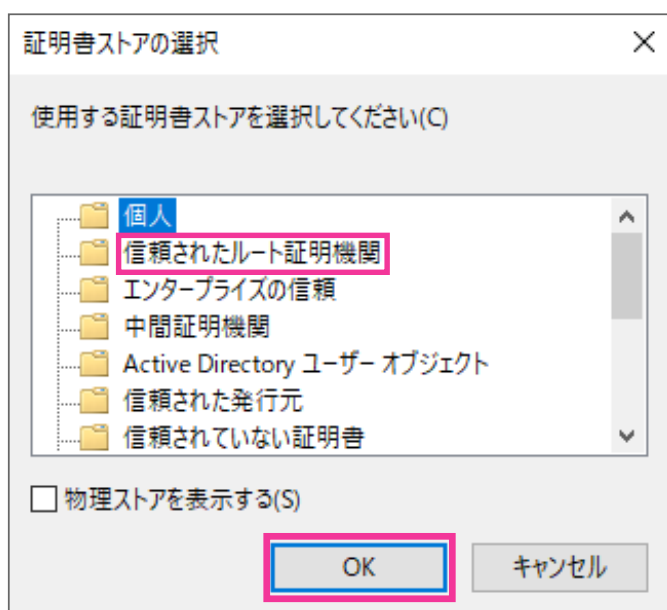 証明書ストアの選択
使用する証明書ストアを選択してください(C)
個人
信頼されたルート証明機関
エンタープライズの信頼
中間証明機関
Active Directory ユーザー オブジェクト
信頼された発行元
信頼されていない証明書
物理ストアを表示する(S)
OK キャンセル